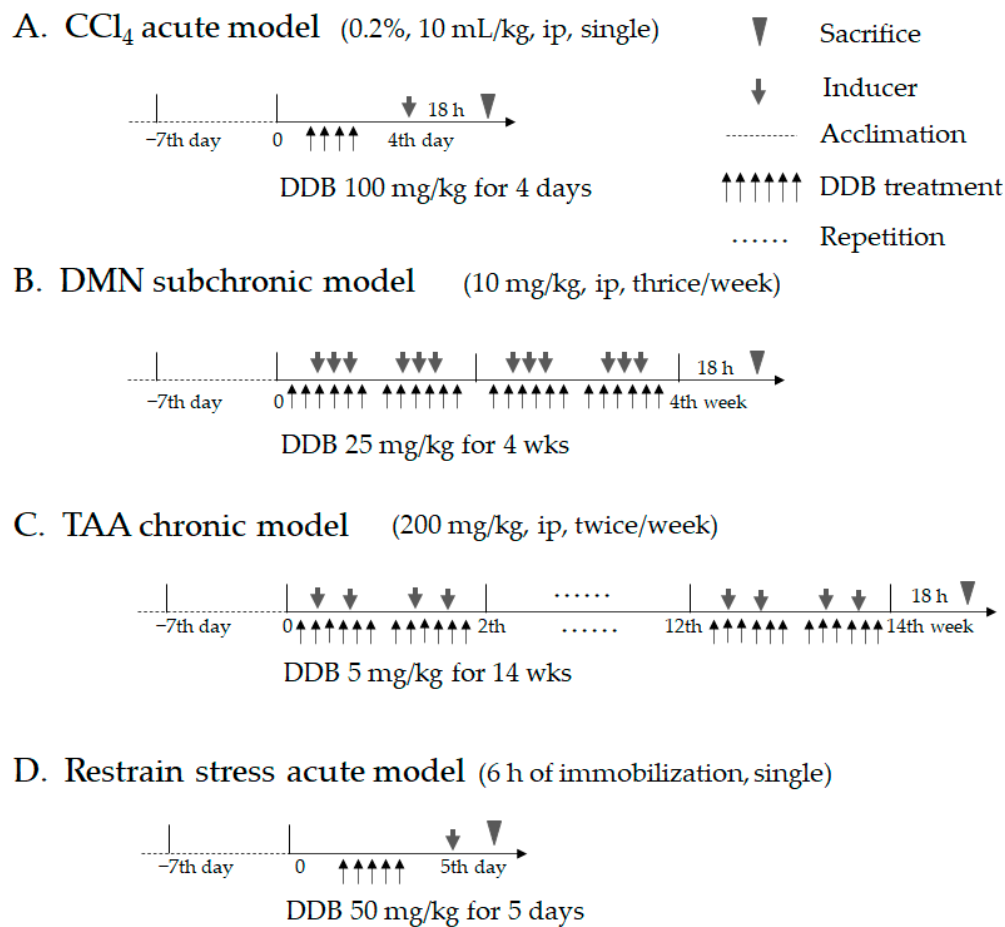 A. CCl4 acute model (0.2%, 10 mL/kg, ip, single)
Sacrifice
Inducer
Acclimation
DDB treatment
Repetition
18 h
−7th day 0 4th day
DDB 100 mg/kg for 4 days
B. DMN subchronic model (10 mg/kg, ip, thrice/week)
18 h
−7th day 0 4th week
DDB 25 mg/kg for 4 wks
C. TAA chronic model (200 mg/kg, ip, twice/week)
18 h
−7th day 0 2th 12th 14th week
DDB 5 mg/kg for 14 wks
D. Restrain stress acute model (6 h of immobilization, single)
−7th day 0 5th day
DDB 50 mg/kg for 5 days